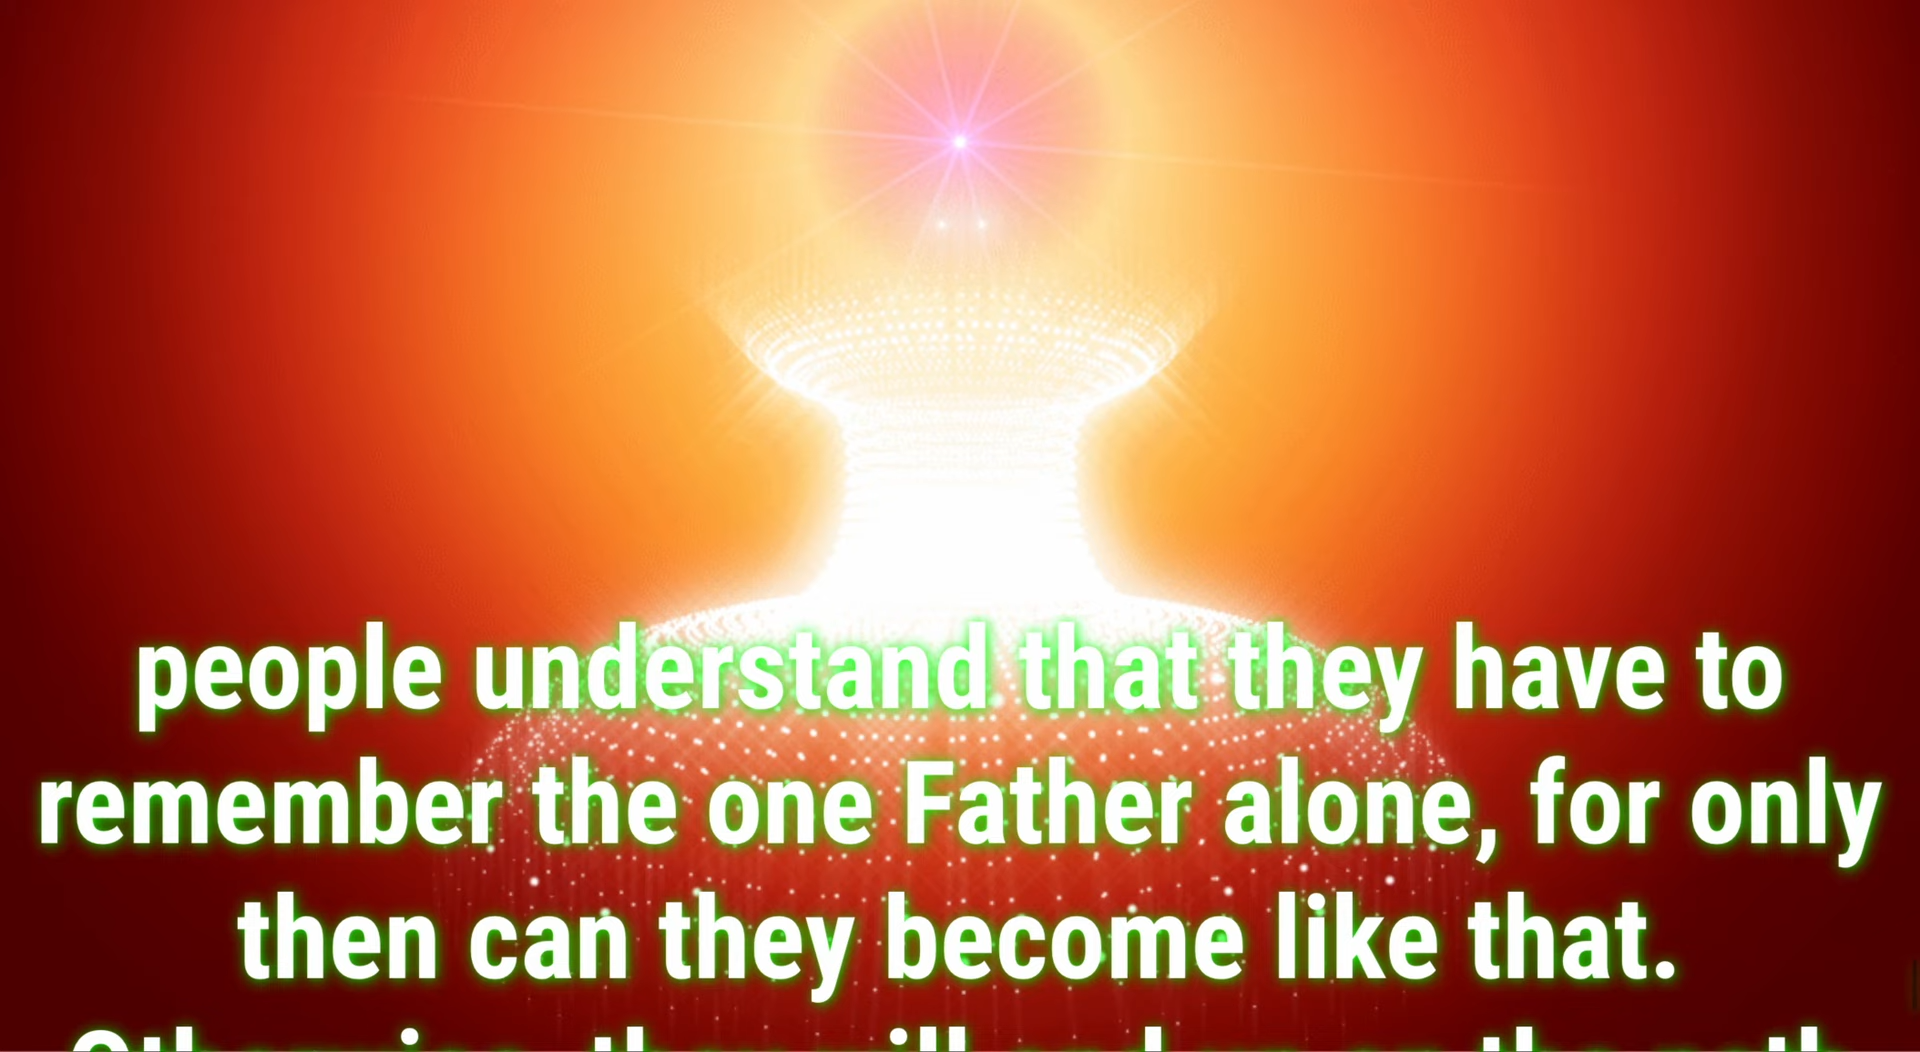 people understand that they have to
remember the one Father alone, for only
then can they become like that.